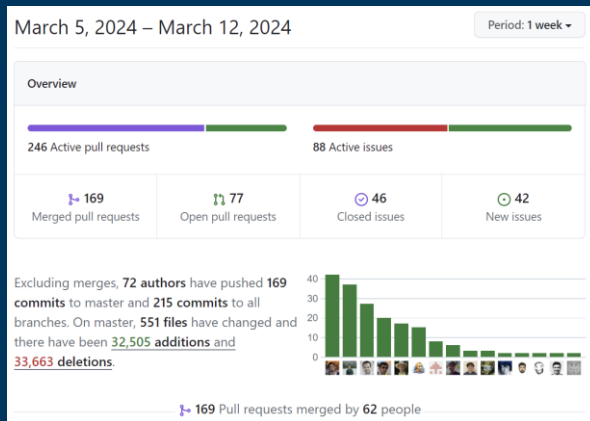 March 5, 2024 – March 12, 2024
Period: 1 week
Overview
246 Active pull requests
88 Active issues
169
Merged pull requests
77
Open pull requests
46
Closed issues
42
New issues
Excluding merges, 72 authors have pushed 169
commits to master and 215 commits to all
branches. On master, 551 files have changed and
there have been 32,505 additions and
33,663 deletions.
40
30
20
10
0
169 Pull requests merged by 62 people